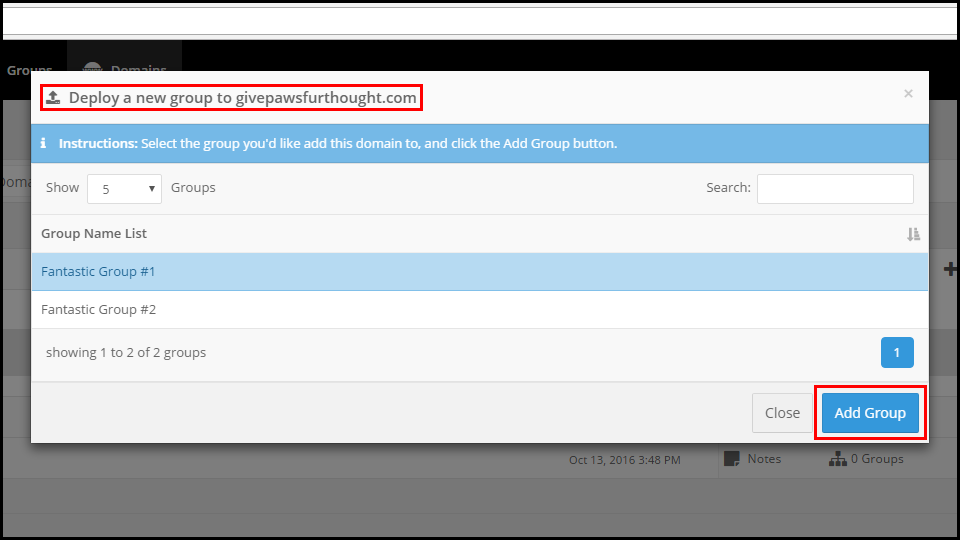 Groups Domains
Deploy a new group to givepawsfurthought.com ×
i Instructions: Select the group you'd like add this domain to, and click the Add Group button.
Show 5 Groups Search:
Group Name List
Fantastic Group #1
Fantastic Group #2
showing 1 to 2 of 2 groups 1
Close Add Group
Oct 13, 2016 3:48 PM Notes 0 Groups